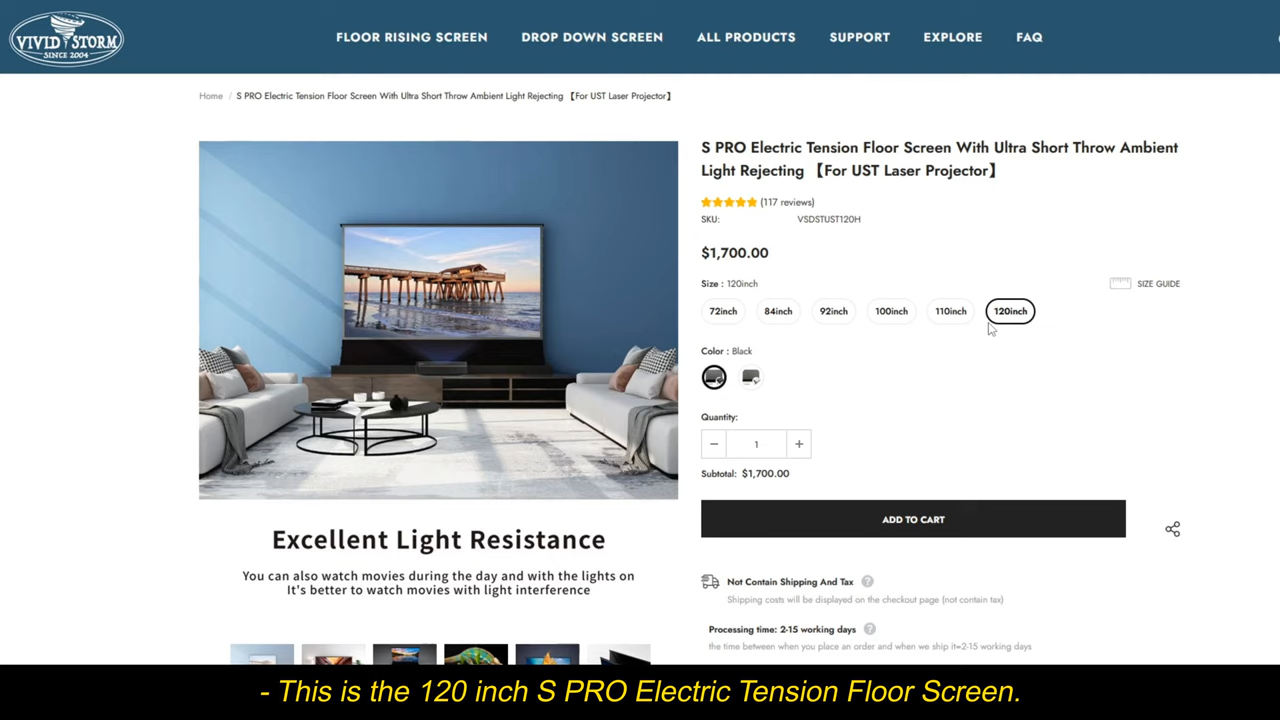 VIVID STORM
SINCE 2004
FLOOR RISING SCREEN
DROP DOWN SCREEN
ALL PRODUCTS
SUPPORT
EXPLORE
FAQ
Home / S PRO Electric Tension Floor Screen With Ultra Short Throw Ambient Light Rejecting 【For UST Laser Projector】
S PRO Electric Tension Floor Screen With Ultra Short Throw Ambient
Light Rejecting 【For UST Laser Projector】
(117 reviews)
SKU: VSDSTUST120H
$1,700.00
Size : 120inch
SIZE GUIDE
72inch
84inch
92inch
100inch
110inch
120inch
Color : Black
Quantity:
− 1 +
Subtotal: $1,700.00
ADD TO CART
Excellent Light Resistance
You can also watch movies during the day and with the lights on
It's better to watch movies with light interference
Not Contain Shipping And Tax ?
Shipping costs will be displayed on the checkout page (not contain tax)
Processing time: 2-15 working days ?
the time between when you place an order and when we ship it=2-15 working days
- This is the 120 inch S PRO Electric Tension Floor Screen.